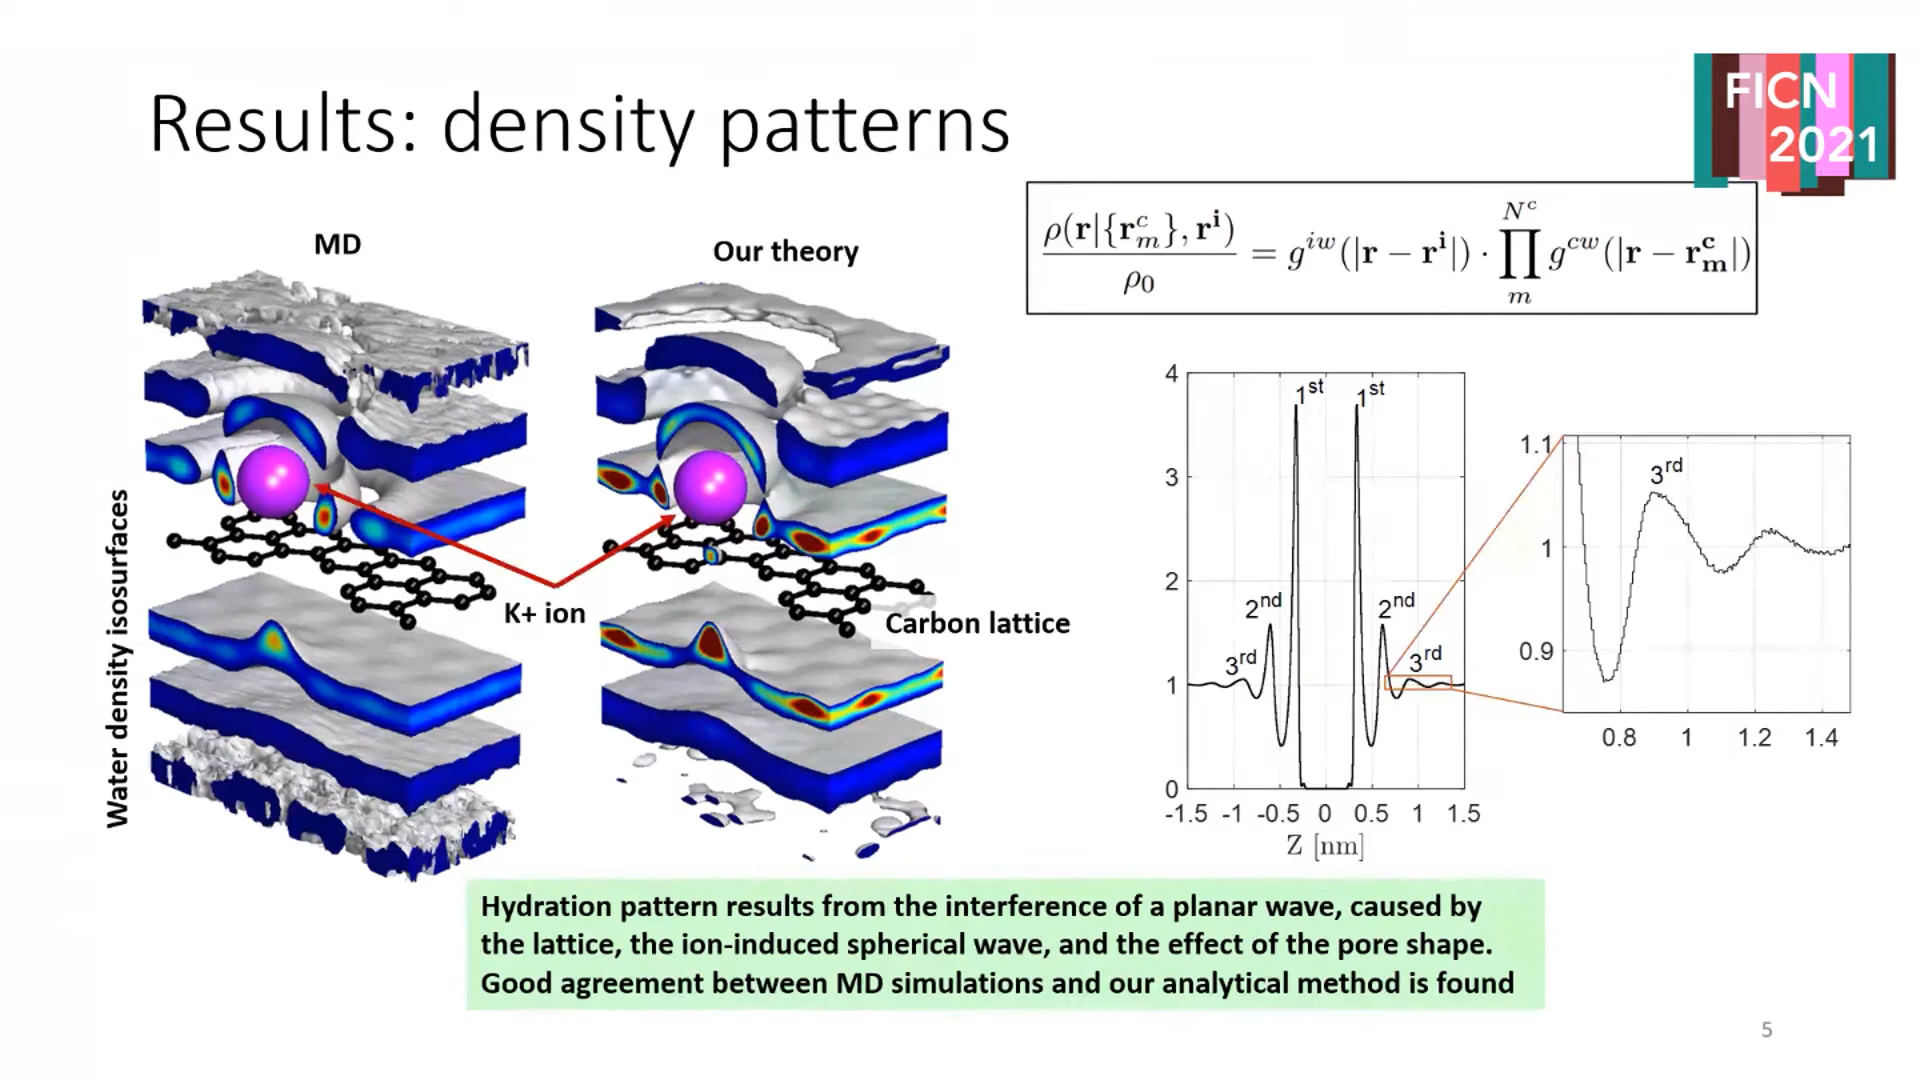 FICN
2021
Results: density patterns
MD
Our theory
ρ(r|{r_m^c}, r^i) / ρ_0 = g^{iw}(|r − r^i|) · ∏_m^{N^c} g^{cw}(|r − r_m^c|)
Water density isosurfaces
K+ ion
Carbon lattice
4
3
2
1
0
1st
1st
2nd
2nd
3rd
3rd
-1.5 -1 -0.5 0 0.5 1 1.5
Z [nm]
1.1
1
0.9
3rd
0.8 1 1.2 1.4
Hydration pattern results from the interference of a planar wave, caused by
the lattice, the ion-induced spherical wave, and the effect of the pore shape.
Good agreement between MD simulations and our analytical method is found
5